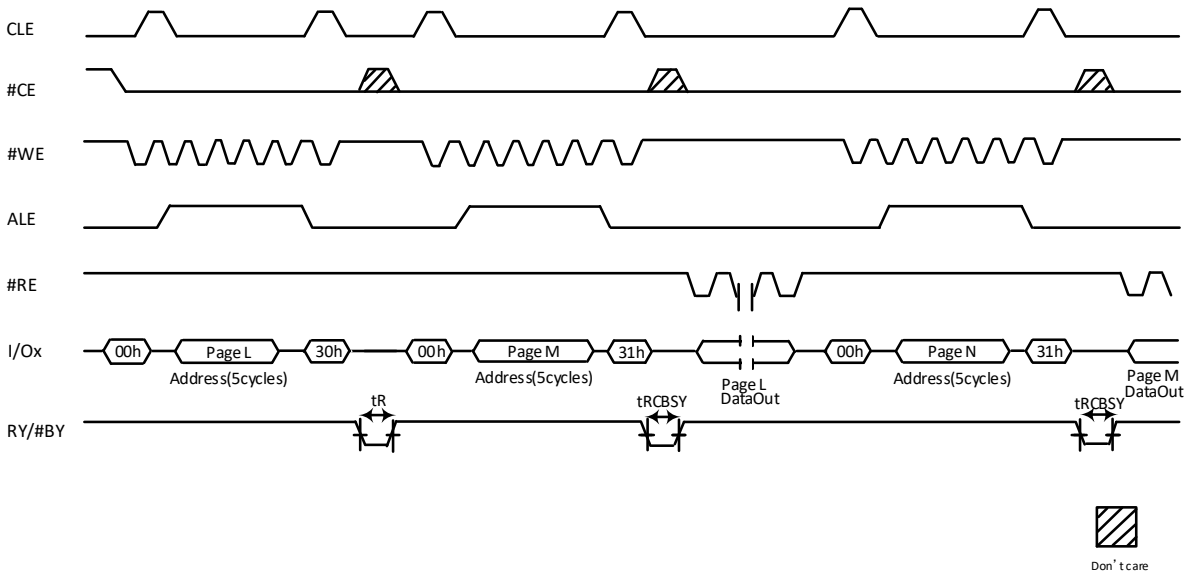 CLE
#CE
#WE
ALE
#RE
I/Ox
00h
Page L
30h
00h
Page M
31h
00h
Page N
31h
Address(5cycles)
Address(5cycles)
Page L
DataOut
Address(5cycles)
Page M
DataOut
RY/#BY
tR
tRCBSY
tRCBSY
Don't care